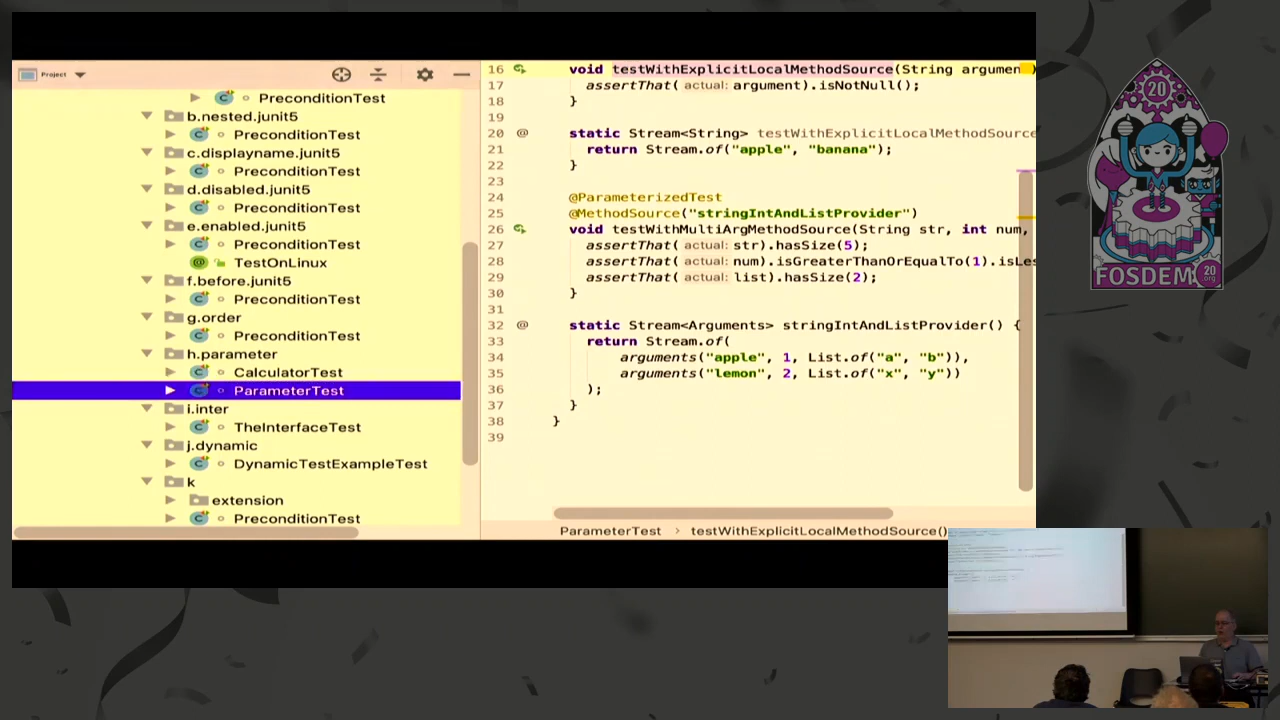 Project
PreconditionTest
b.nested.junit5
PreconditionTest
c.displayname.junit5
PreconditionTest
d.disabled.junit5
PreconditionTest
e.enabled.junit5
PreconditionTest
TestOnLinux
f.before.junit5
PreconditionTest
g.order
PreconditionTest
h.parameter
CalculatorTest
ParameterTest
i.inter
TheInterfaceTest
j.dynamic
DynamicTestExampleTest
k
extension
PreconditionTest
16 void testWithExplicitLocalMethodSource(String argumen )
17 assertThat( actual: argument).isNotNull();
18 }
19
20 @ static Stream<String> testWithExplicitLocalMethodSource
21 return Stream.of("apple", "banana");
22 }
23
24 @ParameterizedTest
25 @MethodSource("stringIntAndListProvider")
26 void testWithMultiArgMethodSource(String str, int num,
27 assertThat( actual: str).hasSize(5);
28 assertThat( actual: num).isGreaterThanOrEqualTo(1).isLes
29 assertThat( actual: list).hasSize(2);
30 }
31
32 @ static Stream<Arguments> stringIntAndListProvider() {
33 return Stream.of(
34 arguments("apple", 1, List.of("a", "b")),
35 arguments("lemon", 2, List.of("x", "y"))
36 );
37 }
38 }
39
ParameterTest › testWithExplicitLocalMethodSource()
20
FOSDEM 20
.org